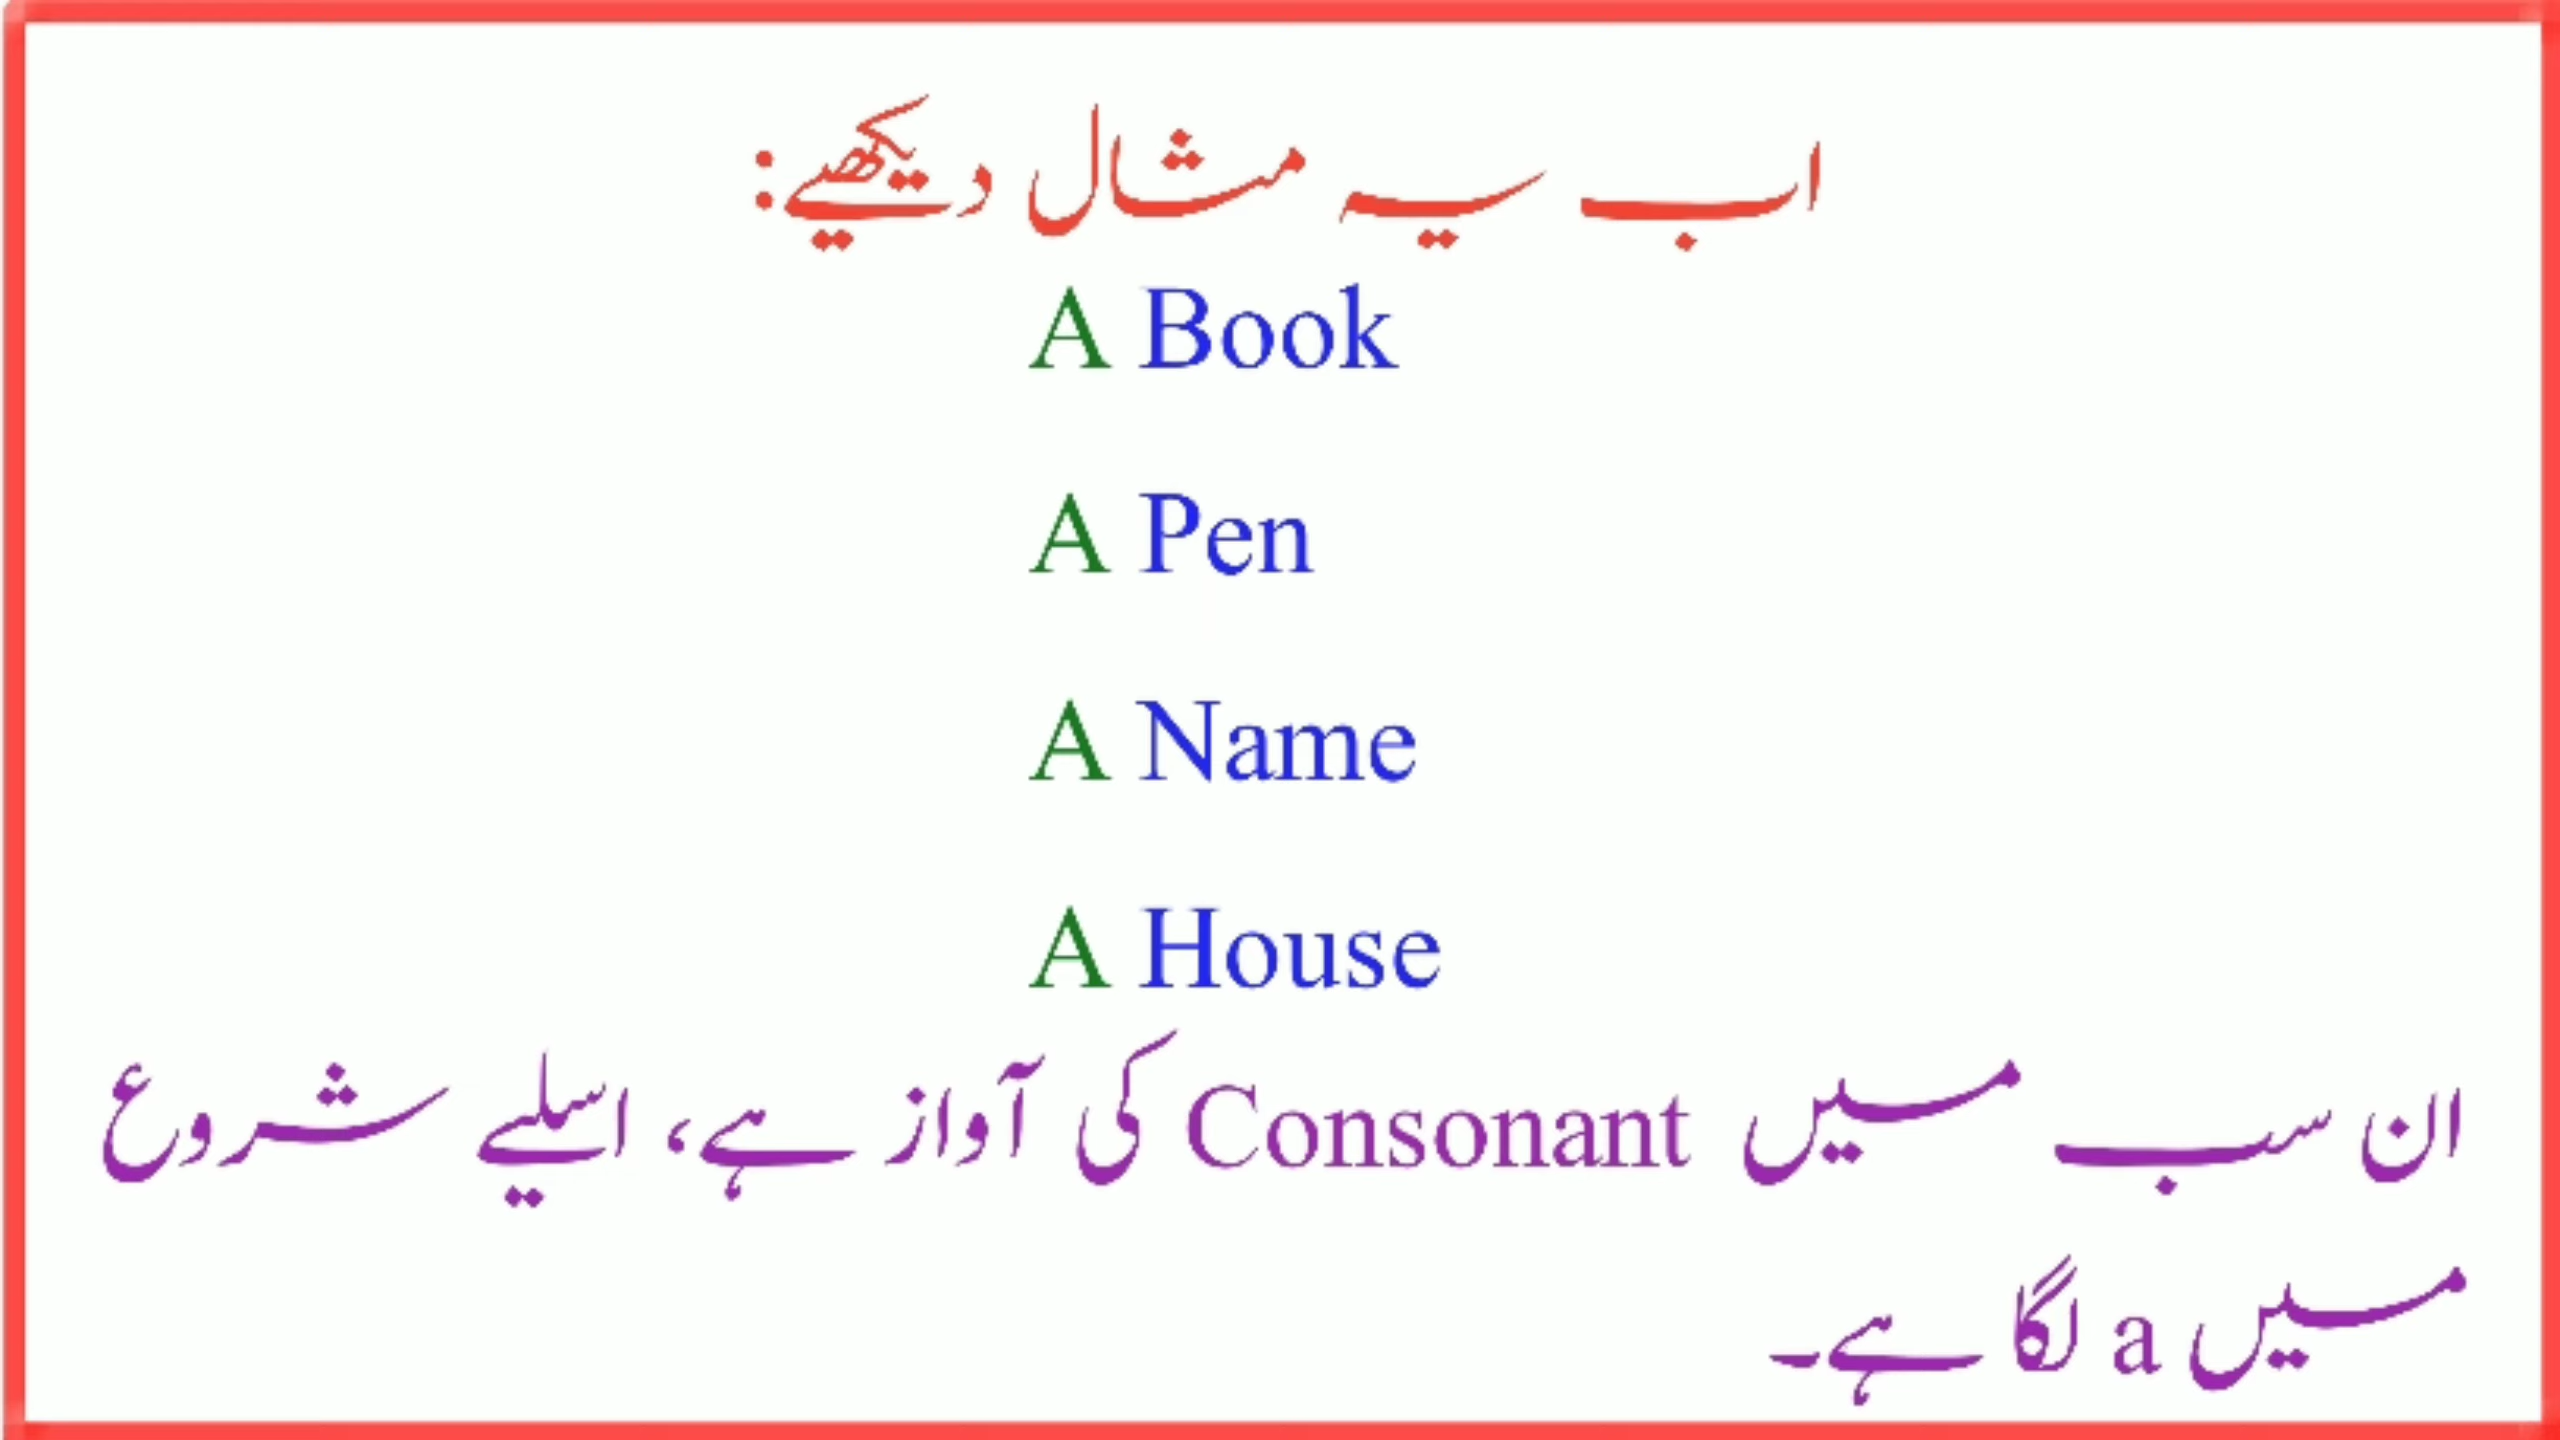 اب یہ مثال دیکھیے:
A Book
A Pen
A Name
A House
ان سب میں Consonant کی آواز ہے، اسلیے شروع
میں a لگا ہے۔